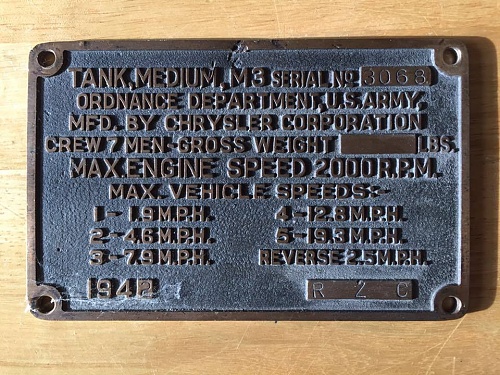 TANK, MEDIUM, M3 SERIAL NO 3068
ORDNANCE DEPARTMENT, U.S. ARMY,
MFD. BY CHRYSLER CORPORATION
CREW 7 MEN-GROSS WEIGHT LBS.
MAX. ENGINE SPEED 2000 R.P.M.
MAX. VEHICLE SPEEDS:-
1-1.9 M.P.H. 4-12.8 M.P.H.
2-4.6 M.P.H. 5-19.3 M.P.H.
3-7.9 M.P.H. REVERSE 2.5 M.P.H.
1942 R Z C